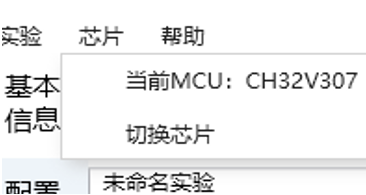 实验 芯片 帮助
基本
当前MCU：CH32V307
信息
切换芯片
配置
未命名实验